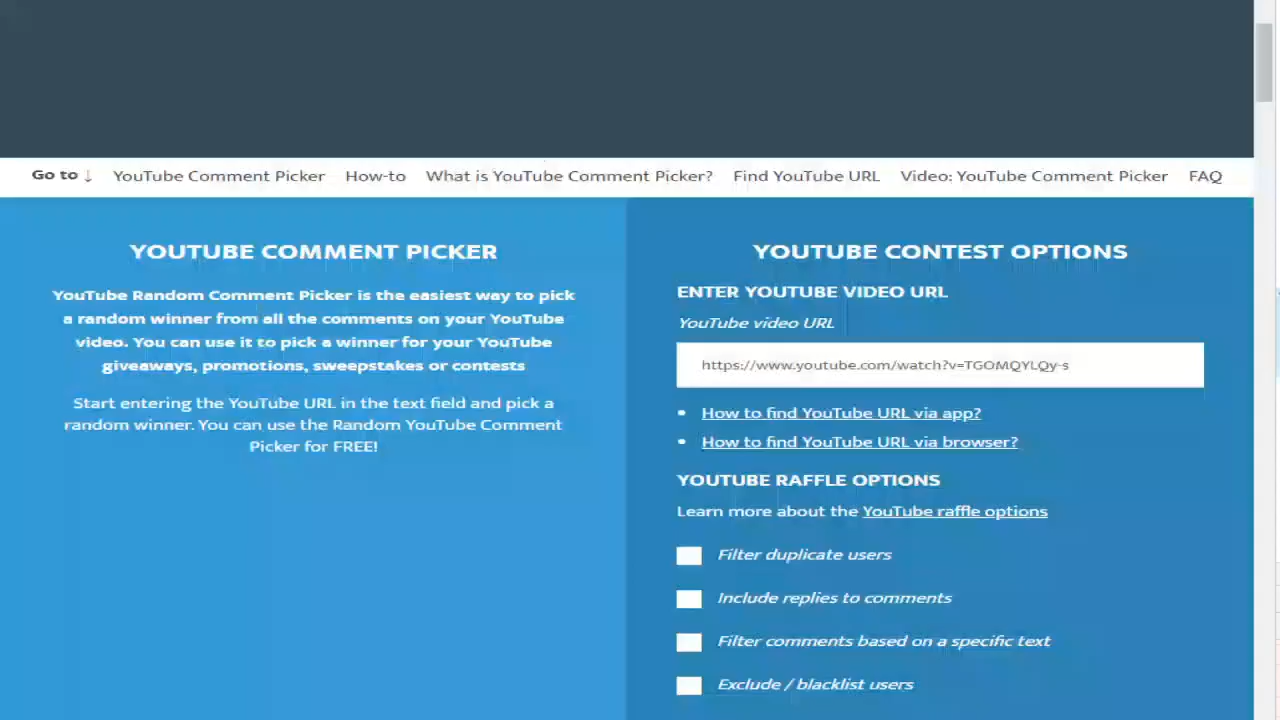 Go to ↓ YouTube Comment Picker How-to What is YouTube Comment Picker? Find YouTube URL Video: YouTube Comment Picker FAQ
YOUTUBE COMMENT PICKER
YouTube Random Comment Picker is the easiest way to pick
a random winner from all the comments on your YouTube
video. You can use it to pick a winner for your YouTube
giveaways, promotions, sweepstakes or contests
Start entering the YouTube URL in the text field and pick a
random winner. You can use the Random YouTube Comment
Picker for FREE!
YOUTUBE CONTEST OPTIONS
ENTER YOUTUBE VIDEO URL
YouTube video URL
https://www.youtube.com/watch?v=TGOMQYLQy-s
• How to find YouTube URL via app?
• How to find YouTube URL via browser?
YOUTUBE RAFFLE OPTIONS
Learn more about the YouTube raffle options
Filter duplicate users
Include replies to comments
Filter comments based on a specific text
Exclude / blacklist users